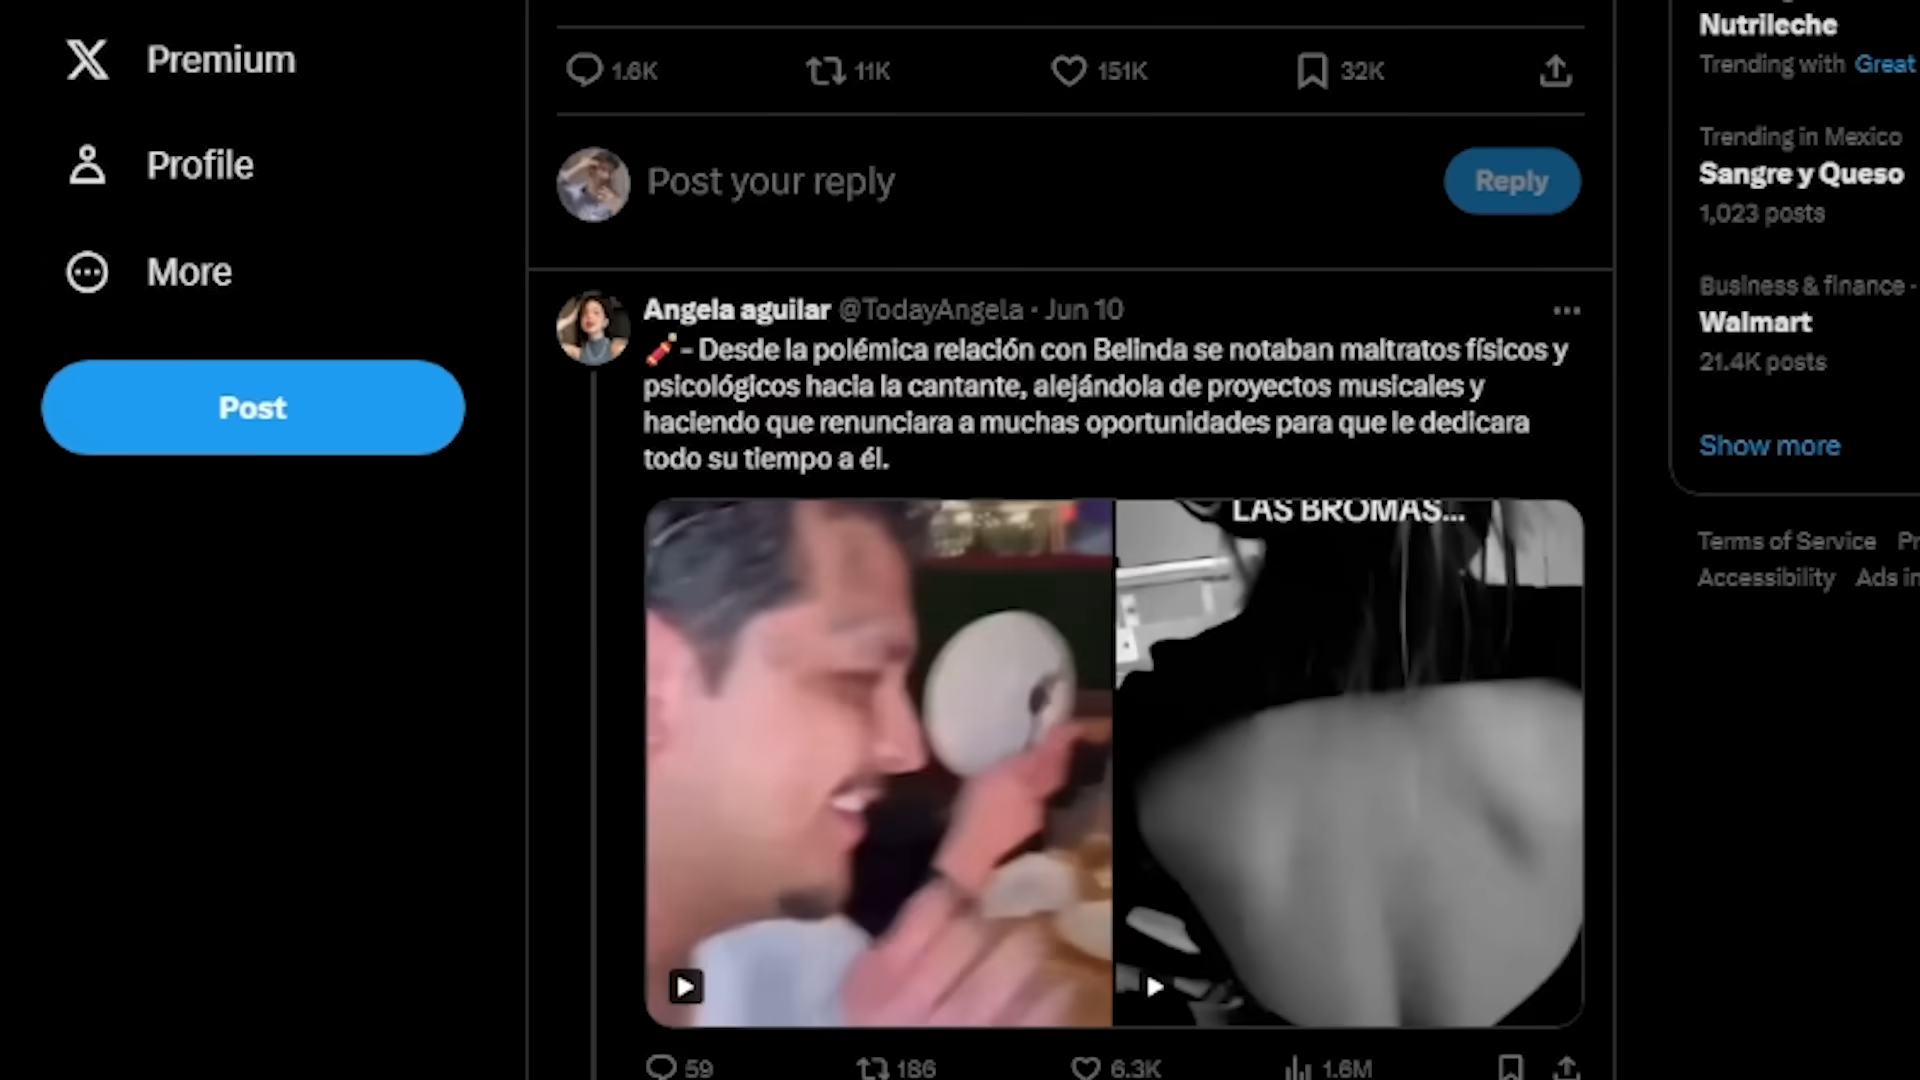 Premium
Profile
More
Post
1.6K 11K 151K 32K
Post your reply
Reply
Angela aguilar @TodayAngela · Jun 10
🧨 - Desde la polémica relación con Belinda se notaban maltratos físicos y
psicológicos hacia la cantante, alejándola de proyectos musicales y
haciendo que renunciara a muchas oportunidades para que le dedicara
todo su tiempo a él.
LAS BROMAS...
59 186 6.3K 1.6M
Nutrileche
Trending with Great
Trending in Mexico
Sangre y Queso
1,023 posts
Business & finance ·
Walmart
21.4K posts
Show more
Terms of Service Pr
Accessibility Ads in